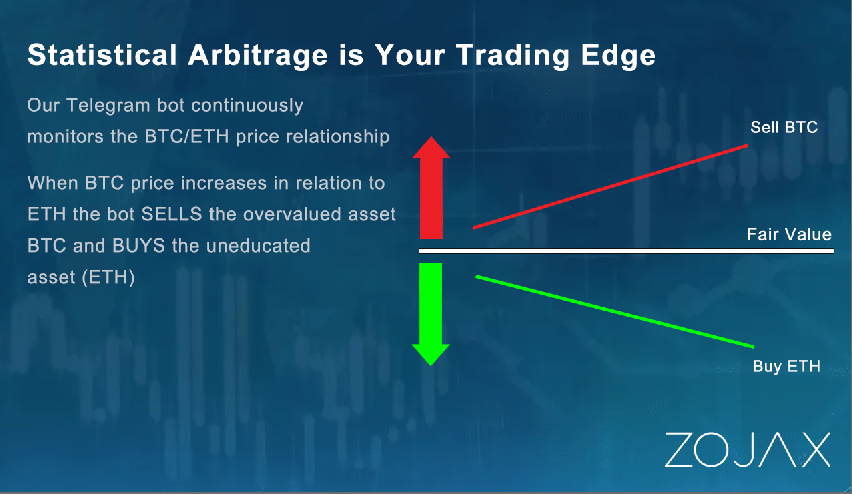 Statistical Arbitrage is Your Trading Edge
Our Telegram bot continuously
monitors the BTC/ETH price relationship
When BTC price increases in relation to
ETH the bot SELLS the overvalued asset
BTC and BUYS the uneducated
asset (ETH)
Sell BTC
Fair Value
Buy ETH
ZOJAX